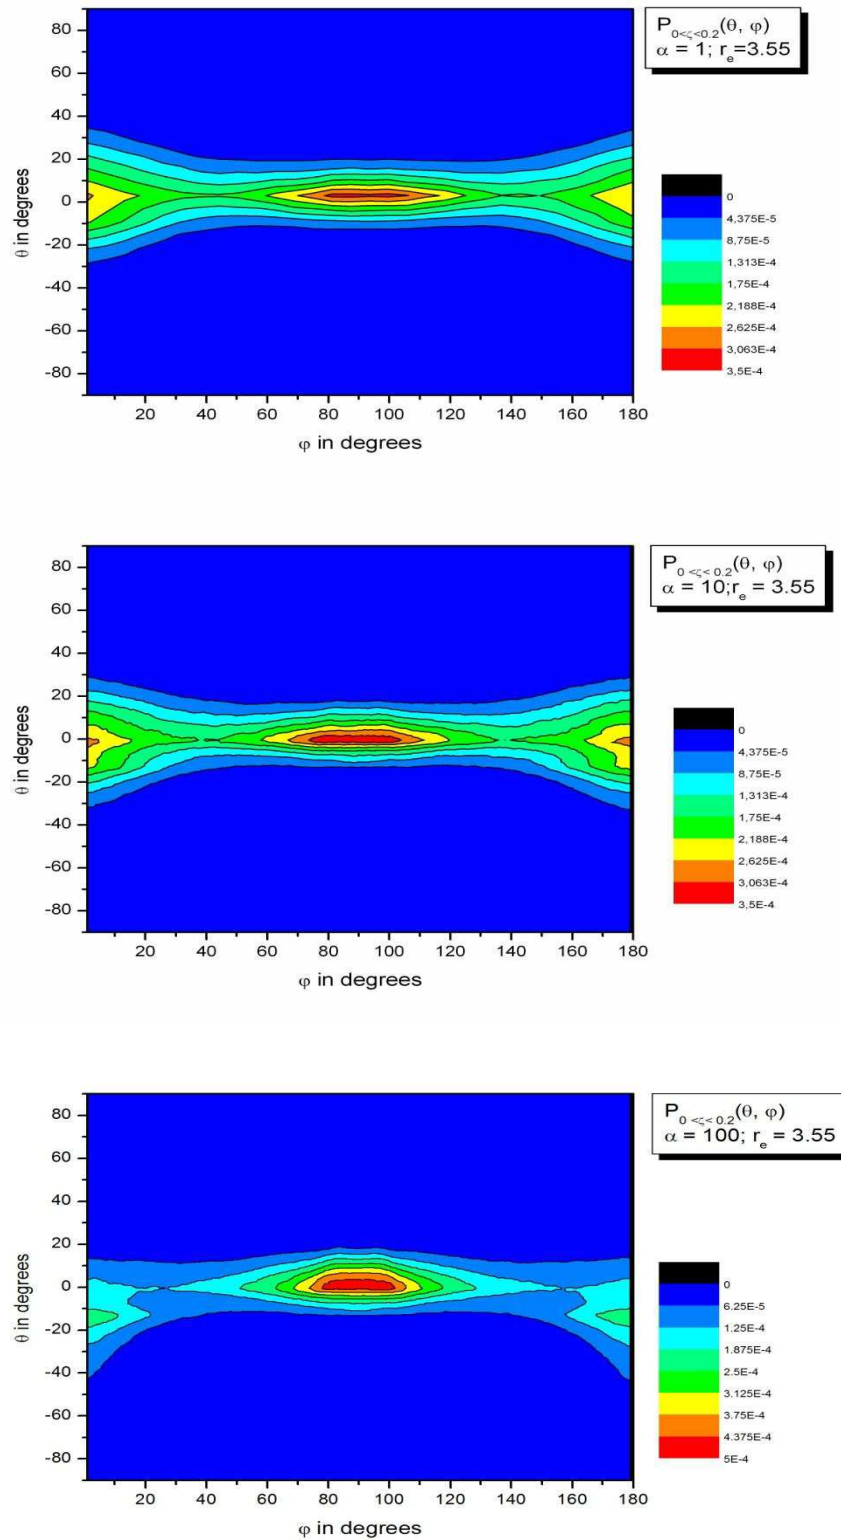 P0<ς<0.2(θ, φ)
α = 1; re=3.55
80
60
40
20
0
-20
-40
-60
-80
θ in degrees
20 40 60 80 100 120 140 160 180
φ in degrees
0
4,375E-5
8,75E-5
1,313E-4
1,75E-4
2,188E-4
2,625E-4
3,063E-4
3,5E-4
P0 <ς< 0.2(θ, φ)
α = 10;re = 3.55
80
60
40
20
0
-20
-40
-60
-80
θ in degrees
20 40 60 80 100 120 140 160 180
φ in degrees
0
4,375E-5
8,75E-5
1,313E-4
1,75E-4
2,188E-4
2,625E-4
3,063E-4
3,5E-4
P0 <ς< 0.2(θ, φ)
α = 100; re = 3.55
80
60
40
20
0
-20
-40
-60
-80
θ in degrees
20 40 60 80 100 120 140 160 180
φ in degrees
0
6.25E-5
1.25E-4
1.875E-4
2.5E-4
3.125E-4
3.75E-4
4.375E-4
5E-4